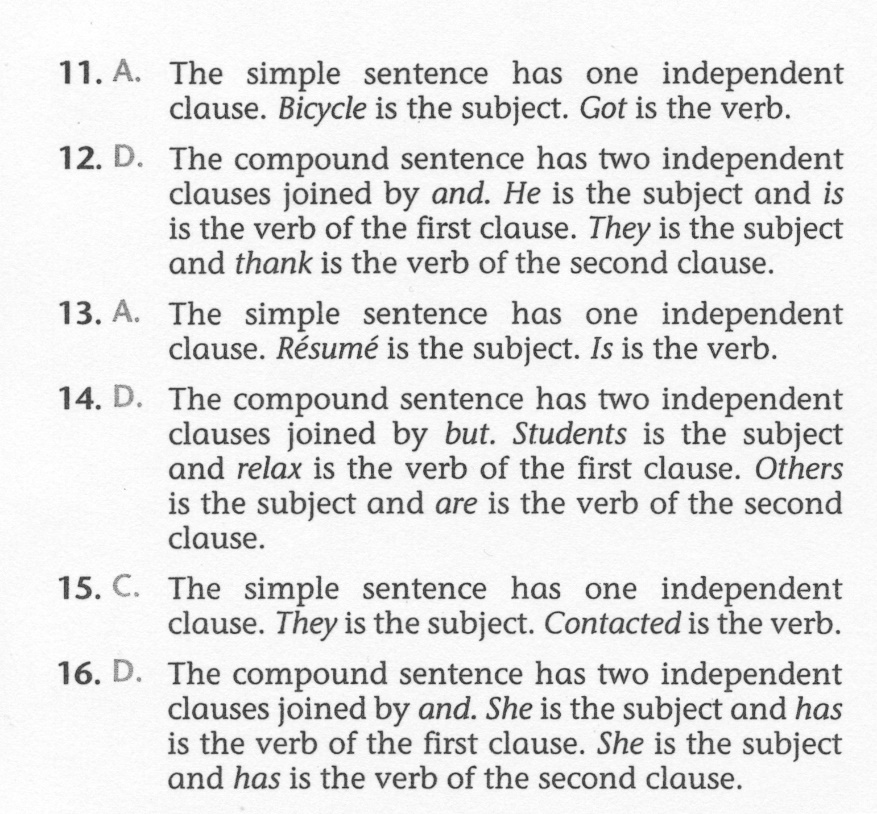 11. A. The simple sentence has one independent
clause. Bicycle is the subject. Got is the verb.
12. D. The compound sentence has two independent
clauses joined by and. He is the subject and is
is the verb of the first clause. They is the subject
and thank is the verb of the second clause.
13. A. The simple sentence has one independent
clause. Résumé is the subject. Is is the verb.
14. D. The compound sentence has two independent
clauses joined by but. Students is the subject
and relax is the verb of the first clause. Others
is the subject and are is the verb of the second
clause.
15. C. The simple sentence has one independent
clause. They is the subject. Contacted is the verb.
16. D. The compound sentence has two independent
clauses joined by and. She is the subject and has
is the verb of the first clause. She is the subject
and has is the verb of the second clause.